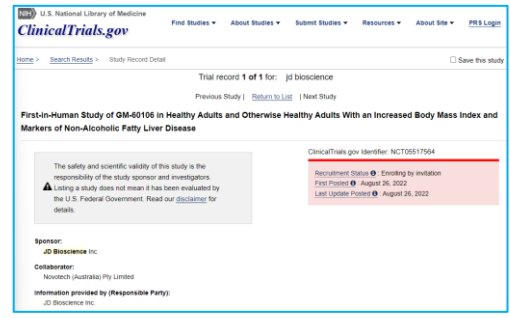 NIH U.S. National Library of Medicine
ClinicalTrials.gov
Find Studies ▼ About Studies ▼ Submit Studies ▼ Resources ▼ About Site ▼ PRS Login
Home > Search Results > Study Record Detail
Save this study
Trial record 1 of 1 for: jd bioscience
Previous Study | Return to List | Next Study
First-in-Human Study of GM-60106 in Healthy Adults and Otherwise Healthy Adults With an Increased Body Mass Index and
Markers of Non-Alcoholic Fatty Liver Disease
The safety and scientific validity of this study is the
responsibility of the study sponsor and investigators.
Listing a study does not mean it has been evaluated by
the U.S. Federal Government. Read our disclaimer for
details.
ClinicalTrials.gov Identifier: NCT05517564
Recruitment Status : Enrolling by invitation
First Posted : August 26, 2022
Last Update Posted : August 26, 2022
Sponsor:
JD Bioscience Inc.
Collaborator:
Novotech (Australia) Pty Limited
Information provided by (Responsible Party):
JD Bioscience Inc.